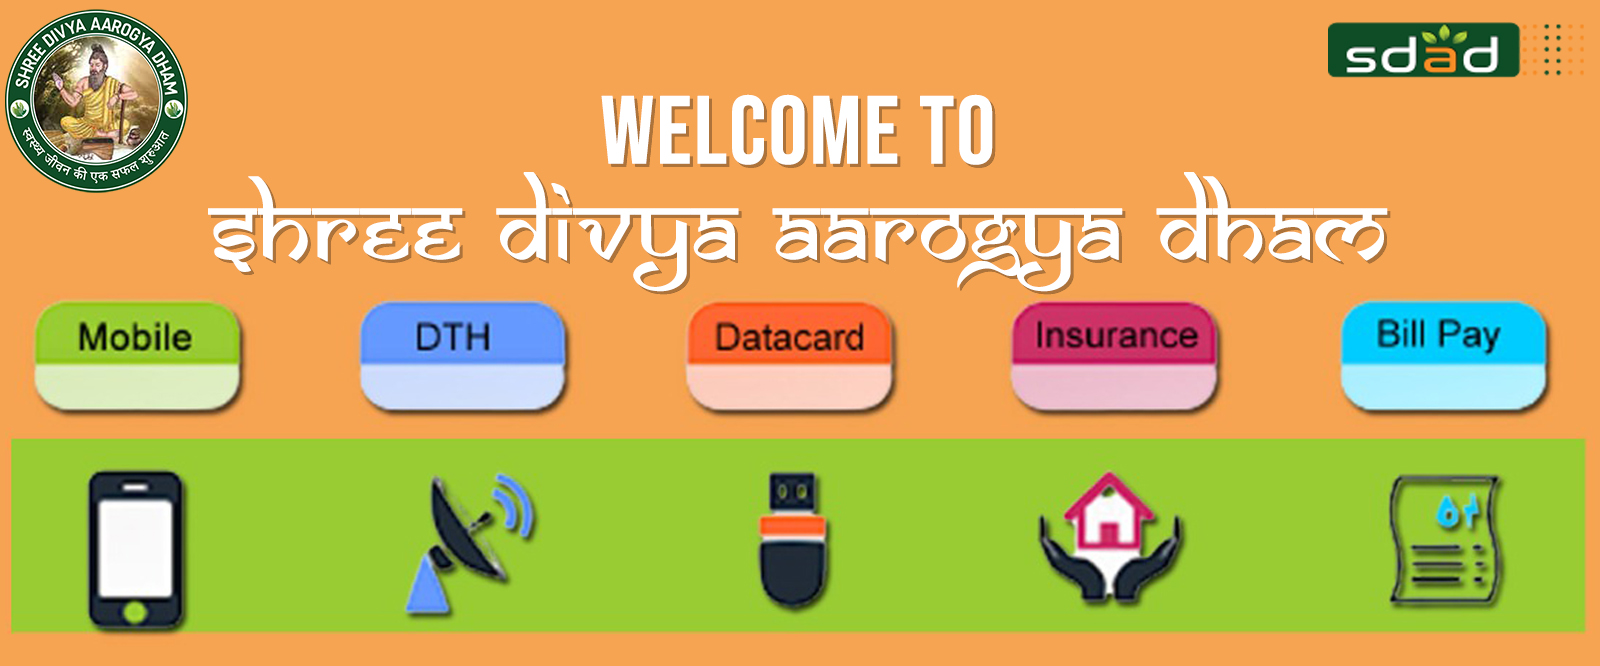 SHREE DIVYA AAROGYA DHAM
स्वस्थ्य जीवन की एक सफल शुरुआत
sdad
WELCOME TO
SHREE DIVYA AAROGYA DHAM
Mobile
DTH
Datacard
Insurance
Bill Pay